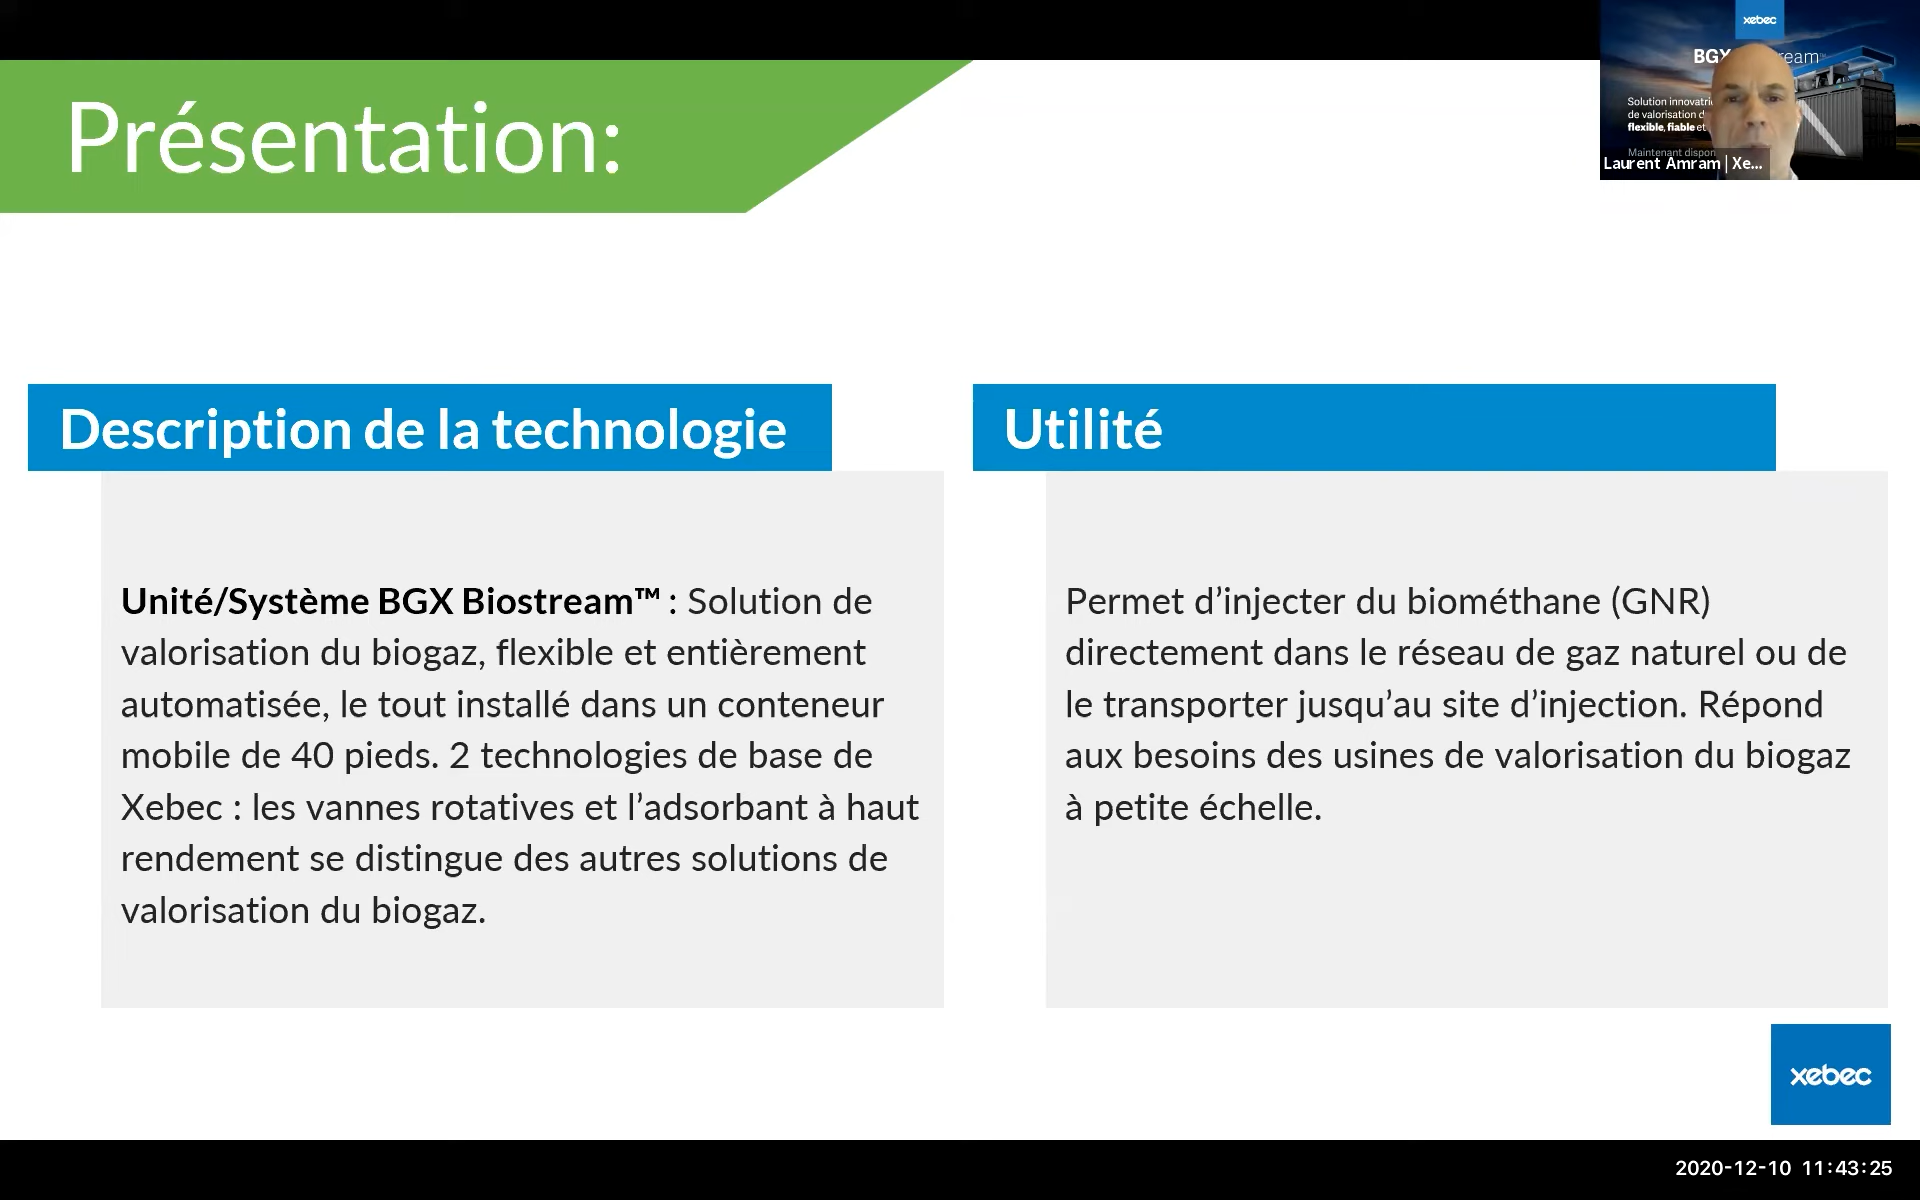 Présentation:
xebec
BGX
eam
Solution innovatri
de valorisation d
flexible, fiable et
Maintenant dispon
Laurent Amram | Xe...
Description de la technologie
Unité/Système BGX Biostream™ : Solution de
valorisation du biogaz, flexible et entièrement
automatisée, le tout installé dans un conteneur
mobile de 40 pieds. 2 technologies de base de
Xebec : les vannes rotatives et l’adsorbant à haut
rendement se distingue des autres solutions de
valorisation du biogaz.
Utilité
Permet d’injecter du biométhane (GNR)
directement dans le réseau de gaz naturel ou de
le transporter jusqu’au site d’injection. Répond
aux besoins des usines de valorisation du biogaz
à petite échelle.
xebec
2020-12-10 11:43:25